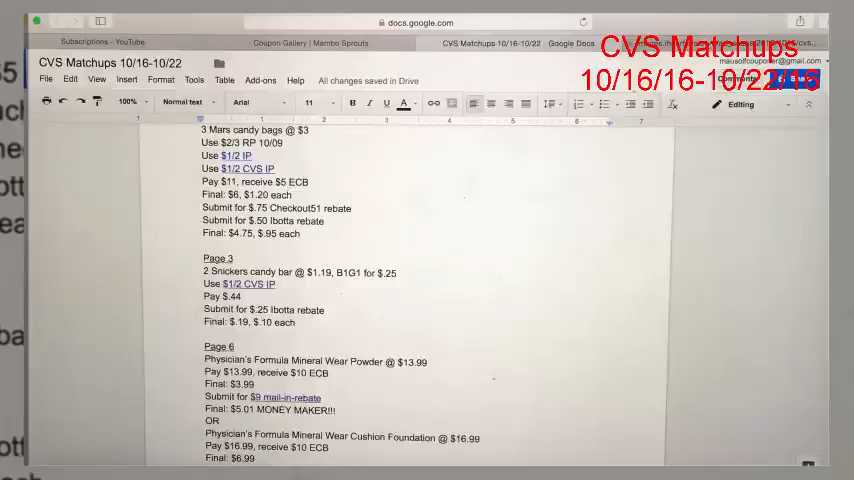 docs.google.com
Subscriptions - YouTube
Coupon Gallery | Mambo Sprouts
CVS Matchups 10/16-10/22 Google Docs
CVS Matchups
10/16/16-10/22/16
CVS Matchups 10/16-10/22
File Edit View Insert Format Tools Table Add-ons Help All changes saved in Drive
Comments
100% Normal text Arial 11 B I U A Editing
1 1 2 3 4 5 6 7
3 Mars candy bags @ $3
Use $2/3 RP 10/09
Use $1/2 IP
Use $1/2 CVS IP
Pay $11, receive $5 ECB
Final: $6, $1.20 each
Submit for $.75 Checkout51 rebate
Submit for $.50 Ibotta rebate
Final: $4.75, $.95 each
Page 3
2 Snickers candy bar @ $1.19, B1G1 for $.25
Use $1/2 CVS IP
Pay $.44
Submit for $.25 Ibotta rebate
Final: $.19, $.10 each
Page 6
Physician's Formula Mineral Wear Powder @ $13.99
Pay $13.99, receive $10 ECB
Final: $3.99
Submit for $9 mail-in-rebate
Final: $5.01 MONEY MAKER!!!
OR
Physician's Formula Mineral Wear Cushion Foundation @ $16.99
Pay $16.99, receive $10 ECB
Final: $6.99